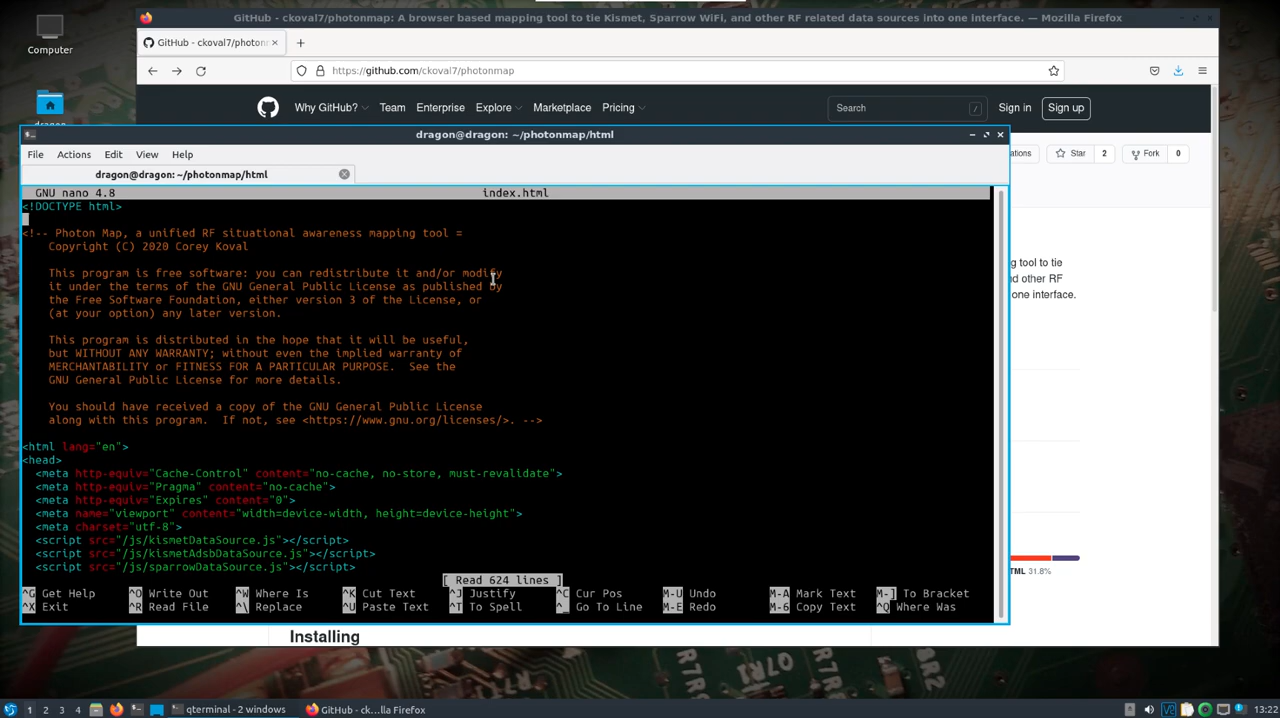 Computer
GitHub - ckoval7/photonmap: A browser based mapping tool to tie Kismet, Sparrow WiFi, and other RF related data sources into one interface. — Mozilla Firefox
GitHub - ckoval7/photonm
https://github.com/ckoval7/photonmap
Why GitHub? Team Enterprise Explore Marketplace Pricing Search / Sign in Sign up
dragon@dragon: ~/photonmap/html
ations Star 2 Fork 0
File Actions Edit View Help
dragon@dragon: ~/photonmap/html
GNU nano 4.8 index.html
<!DOCTYPE html>
<!-- Photon Map, a unified RF situational awareness mapping tool =
Copyright (C) 2020 Corey Koval
This program is free software: you can redistribute it and/or modify
it under the terms of the GNU General Public License as published by
the Free Software Foundation, either version 3 of the License, or
(at your option) any later version.
This program is distributed in the hope that it will be useful,
but WITHOUT ANY WARRANTY; without even the implied warranty of
MERCHANTABILITY or FITNESS FOR A PARTICULAR PURPOSE. See the
GNU General Public License for more details.
You should have received a copy of the GNU General Public License
along with this program. If not, see <https://www.gnu.org/licenses/>. -->
<html lang="en">
<head>
<meta http-equiv="Cache-Control" content="no-cache, no-store, must-revalidate">
<meta http-equiv="Pragma" content="no-cache">
<meta http-equiv="Expires" content="0">
<meta name="viewport" content="width=device-width, height=device-height">
<meta charset="utf-8">
<script src="/js/kismetDataSource.js"></script>
<script src="/js/kismetAdsbDataSource.js"></script>
<script src="/js/sparrowDataSource.js"></script>
[ Read 624 lines ]
^G Get Help ^O Write Out ^W Where Is ^K Cut Text ^J Justify ^C Cur Pos M-U Undo M-A Mark Text M-] To Bracket
^X Exit ^R Read File ^\ Replace ^U Paste Text ^T To Spell ^_ Go To Line M-E Redo M-6 Copy Text ^Q Where Was
ng tool to tie
nd other RF
one interface.
TML 31.8%
Installing
1 2 3 4 qterminal - 2 windows GitHub - ck...lla Firefox V2 13:22